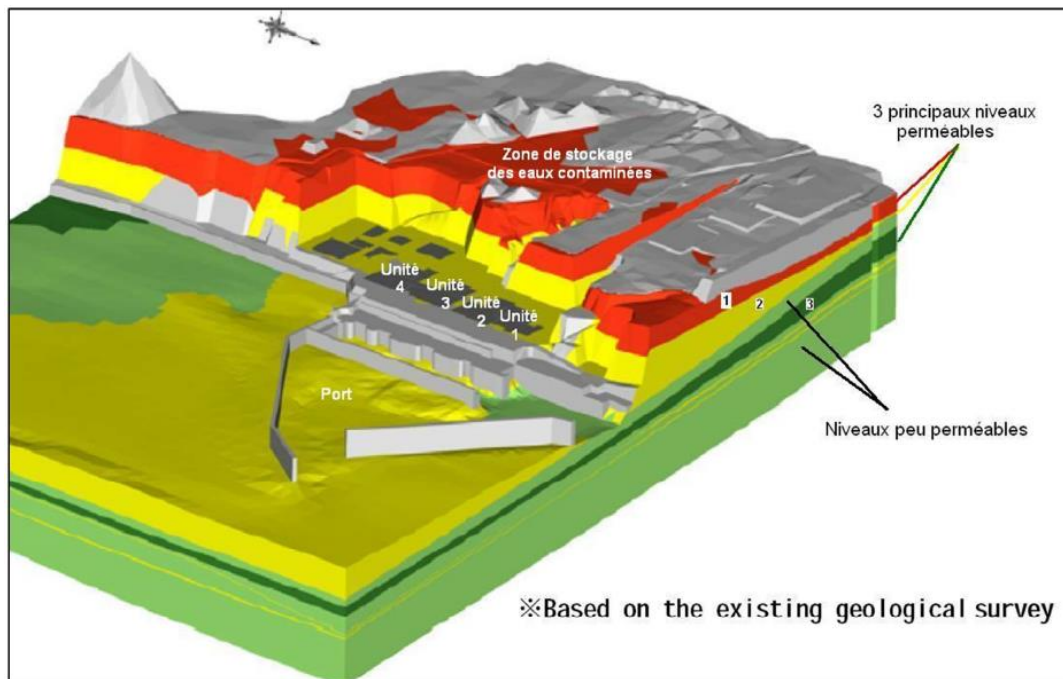 3 principaux niveaux
perméables
Zone de stockage
des eaux contaminées
Unité
4
Unité
3
Unité
2
Unité
1
1
2
3
Port
Niveaux peu perméables
※Based on the existing geological survey